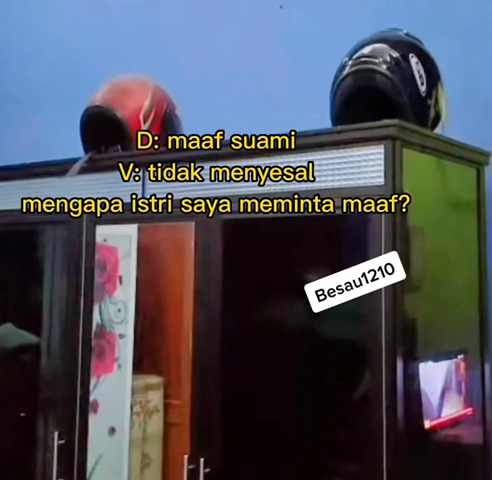 D: maaf suami
V: tidak menyesal
mengapa istri saya meminta maaf?
Besau1210